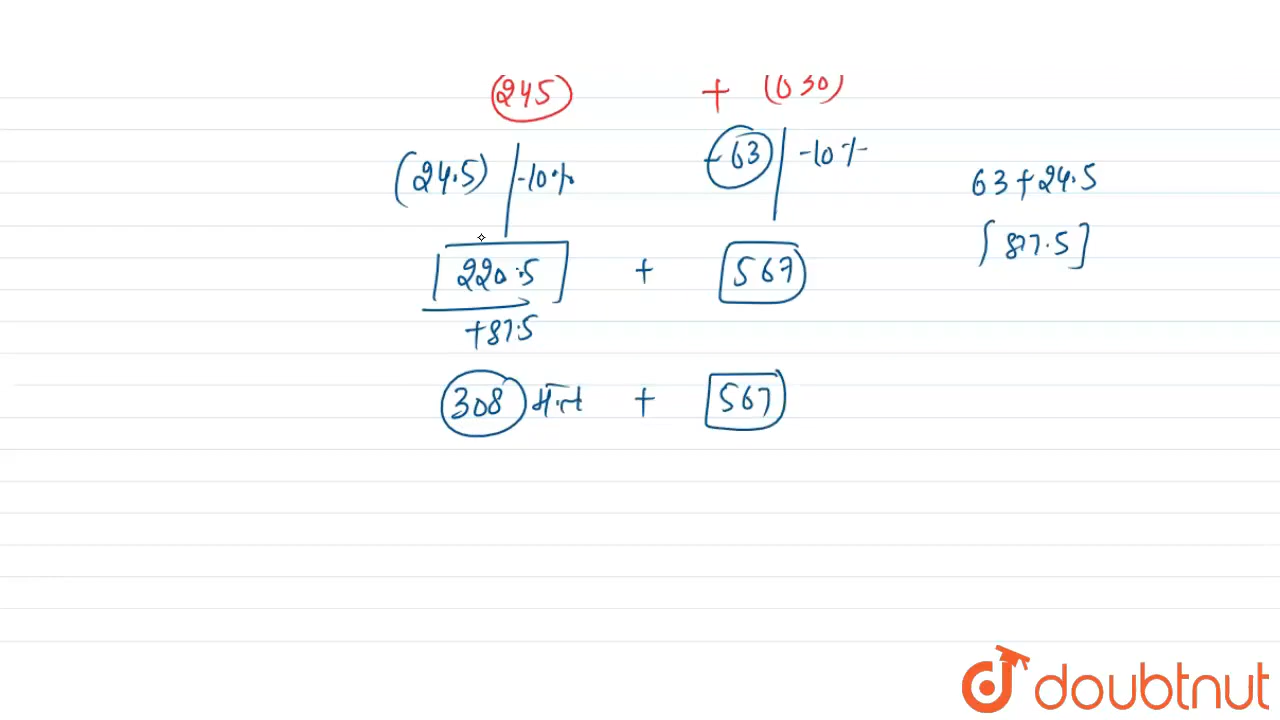 245 + (630)
(24.5) -10% -63 -10%
63+24.5
[87.5]
220.5 + 567
+87.5
308 + 567
doubtnut